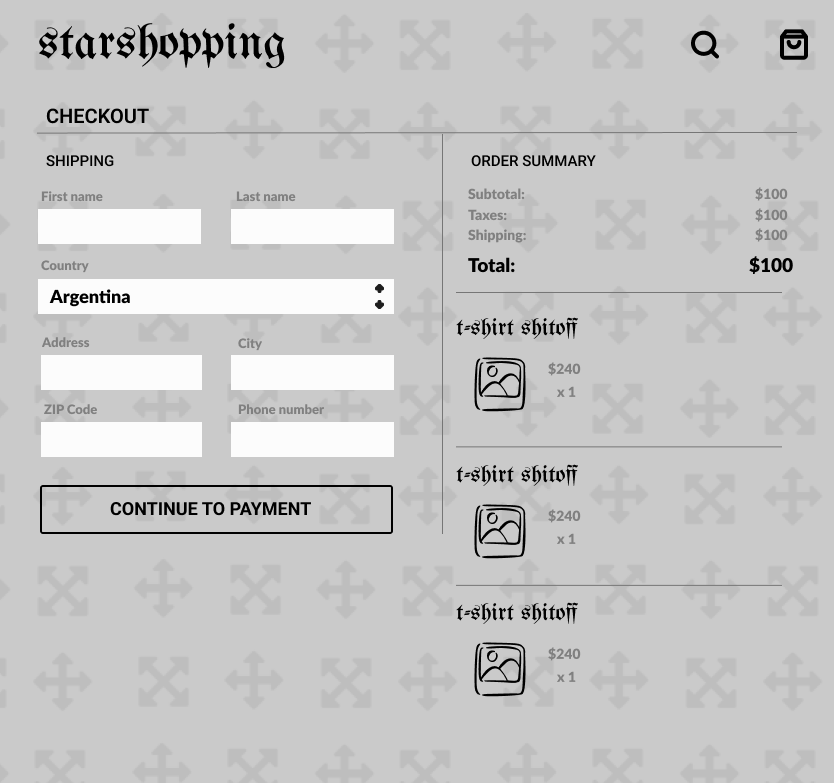 starshopping
CHECKOUT
SHIPPING
First name Last name
Country
Argentina
Address City
ZIP Code Phone number
CONTINUE TO PAYMENT
ORDER SUMMARY
Subtotal: $100
Taxes: $100
Shipping: $100
Total: $100
t-shirt shitoff
$240
x 1
t-shirt shitoff
$240
x 1
t-shirt shitoff
$240
x 1